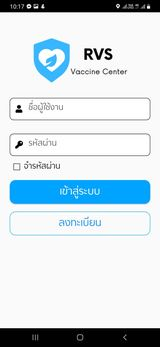 10:17
RVS
Vaccine Center
ชื่อผู้ใช้งาน
รหัสผ่าน
จำรหัสผ่าน
เข้าสู่ระบบ
ลงทะเบียน